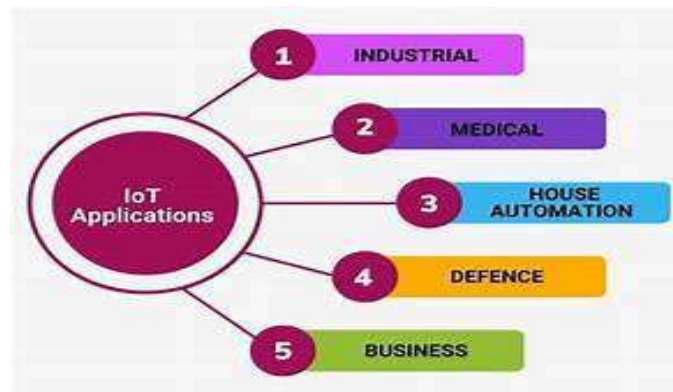 IoT
Applications
1
INDUSTRIAL
2
MEDICAL
3
HOUSE
AUTOMATION
4
DEFENCE
5
BUSINESS